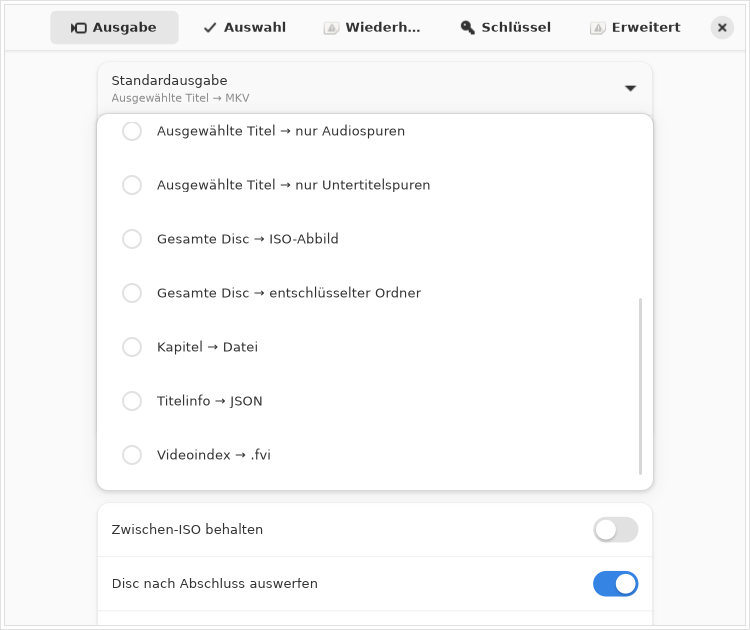 Ausgabe
Auswahl
Wiederh…
Schlüssel
Erweitert
Standardausgabe
Ausgewählte Titel → MKV
Ausgewählte Titel → nur Audiospuren
Ausgewählte Titel → nur Untertitelspuren
Gesamte Disc → ISO-Abbild
Gesamte Disc → entschlüsselter Ordner
Kapitel → Datei
Titelinfo → JSON
Videoindex → .fvi
Zwischen-ISO behalten
Disc nach Abschluss auswerfen